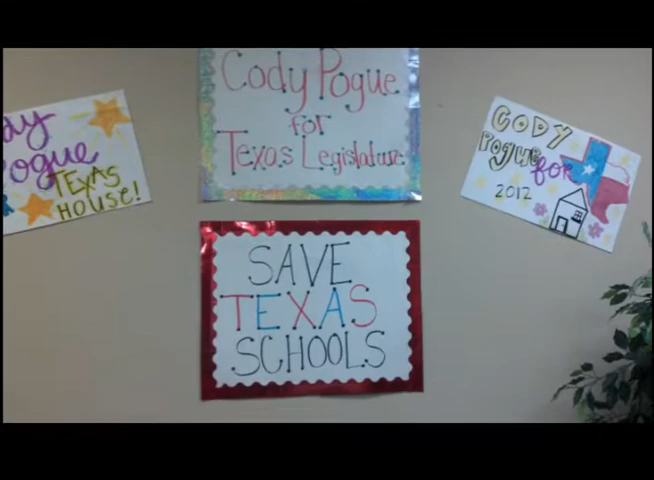 Cody Pogue
for
Texas Legislature
Pogue
TEXAS
HOUSE!
CODY
Pogue for
2012
SAVE
TEXAS
SCHOOLS